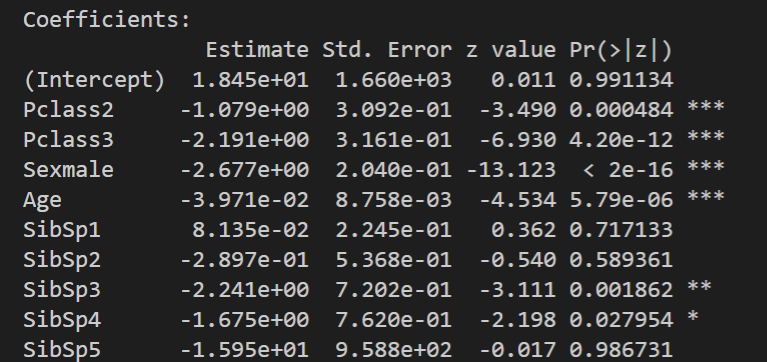 Coefficients:
Estimate Std. Error z value Pr(>|z|)
(Intercept) 1.845e+01 1.660e+03 0.011 0.991134
Pclass2 -1.079e+00 3.092e-01 -3.490 0.000484 ***
Pclass3 -2.191e+00 3.161e-01 -6.930 4.20e-12 ***
Sexmale -2.677e+00 2.040e-01 -13.123 < 2e-16 ***
Age -3.971e-02 8.758e-03 -4.534 5.79e-06 ***
SibSp1 8.135e-02 2.245e-01 0.362 0.717133
SibSp2 -2.897e-01 5.368e-01 -0.540 0.589361
SibSp3 -2.241e+00 7.202e-01 -3.111 0.001862 **
SibSp4 -1.675e+00 7.620e-01 -2.198 0.027954 *
SibSp5 -1.595e+01 9.588e+02 -0.017 0.986731